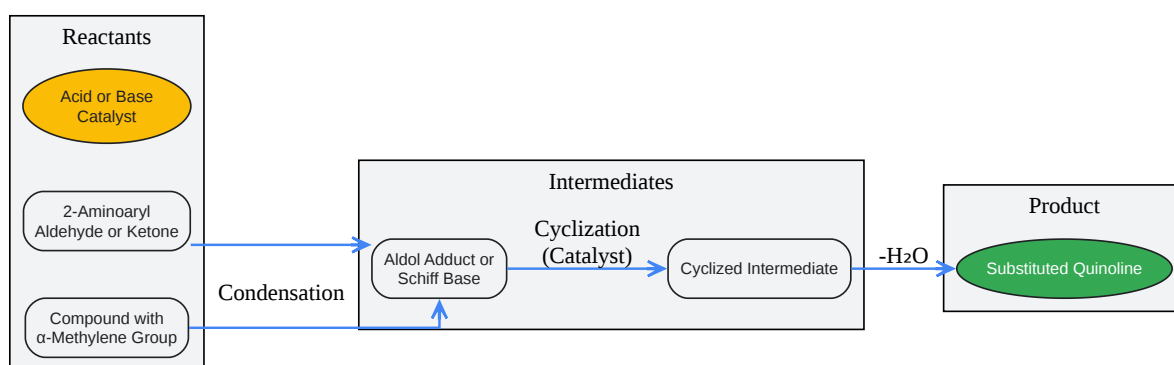 Reactants
Acid or Base
Catalyst
2-Aminoaryl
Aldehyde or Ketone
Compound with
α-Methylene Group
Condensation
Intermediates
Aldol Adduct or
Schiff Base
Cyclization
(Catalyst)
Cyclized Intermediate
-H₂O
Product
Substituted Quinoline